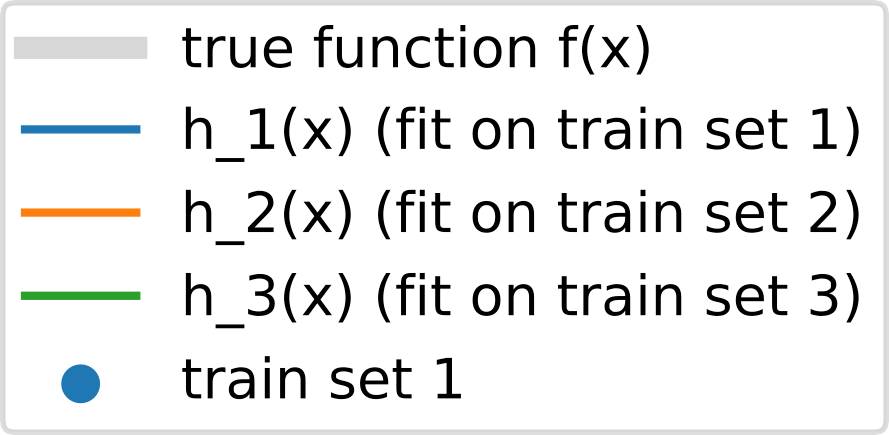 true function f(x)
h_1(x) (fit on train set 1)
h_2(x) (fit on train set 2)
h_3(x) (fit on train set 3)
train set 1